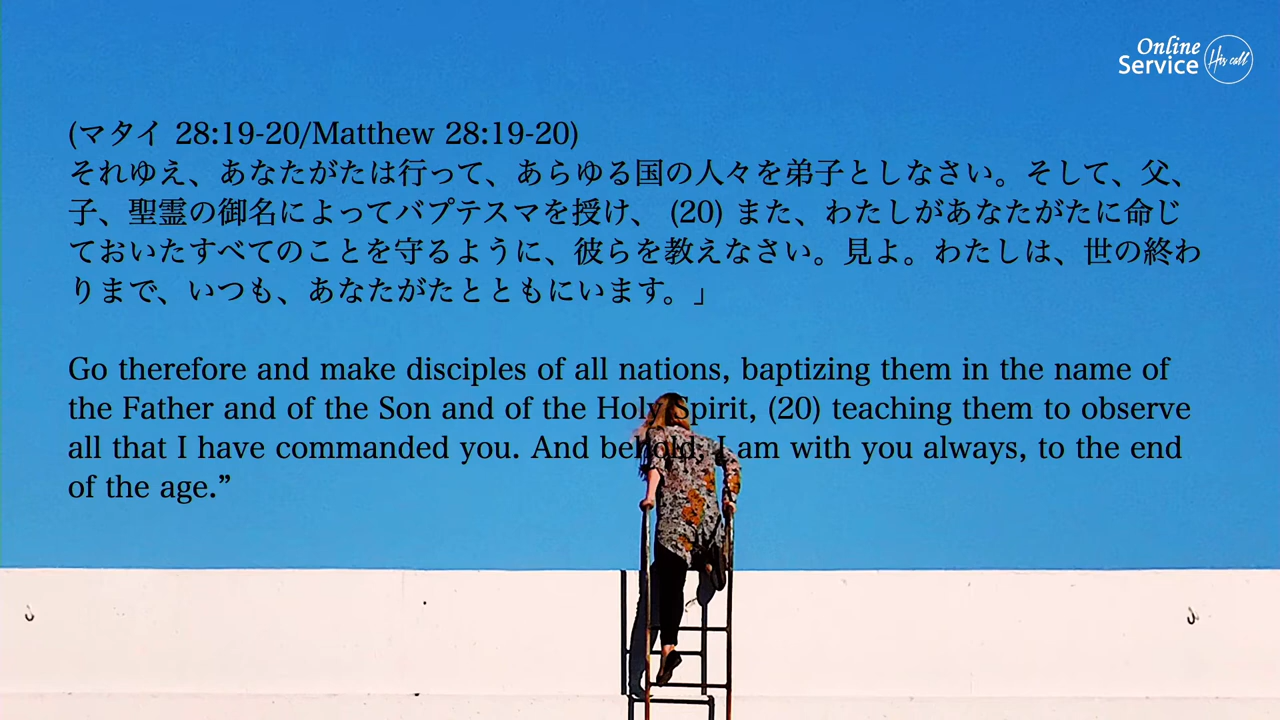 Online
Service
His call
(マタイ 28:19-20/Matthew 28:19-20)
それゆえ、あなたがたは行って、あらゆる国の人々を弟子としなさい。そして、父、
子、聖霊の御名によってバプテスマを授け、 (20) また、わたしがあなたがたに命じ
ておいたすべてのことを守るように、彼らを教えなさい。見よ。わたしは、世の終わ
りまで、いつも、あなたがたとともにいます。」
Go therefore and make disciples of all nations, baptizing them in the name of
the Father and of the Son and of the Holy Spirit, (20) teaching them to observe
all that I have commanded you. And behold, I am with you always, to the end
of the age.”